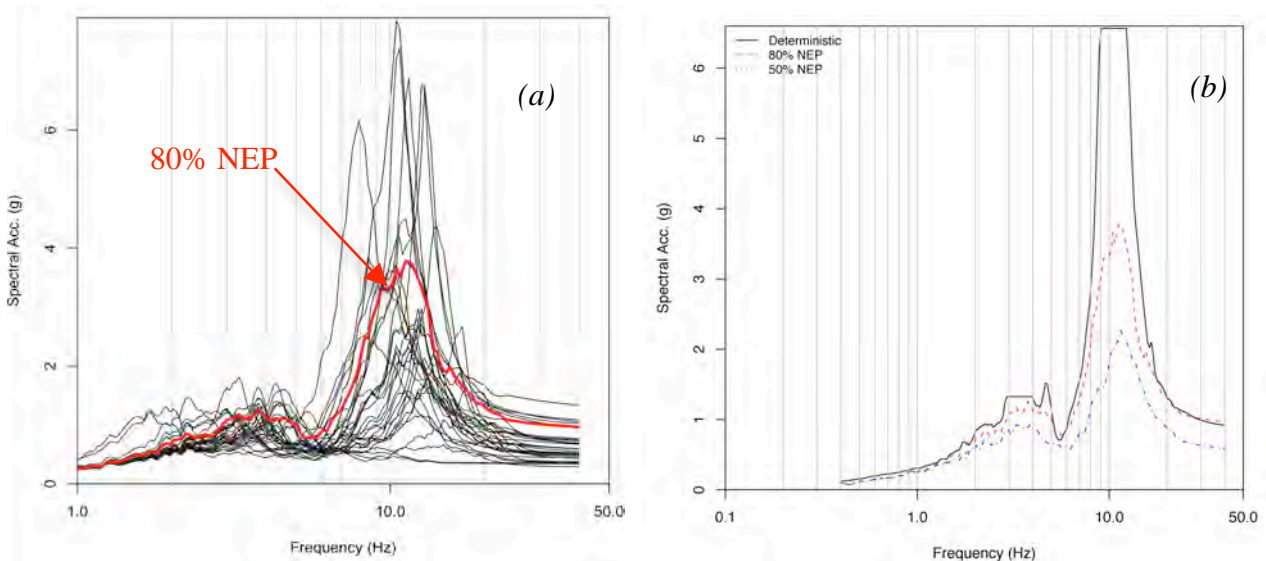 (a)
80% NEP
6
4
2
0
Spectral Acc. (g)
1.0
10.0
50.0
Frequency (Hz)
(b)
Deterministic
80% NEP
50% NEP
6
5
4
3
2
1
0
Spectral Acc. (g)
0.1
1.0
10.0
50.0
Frequency (Hz)